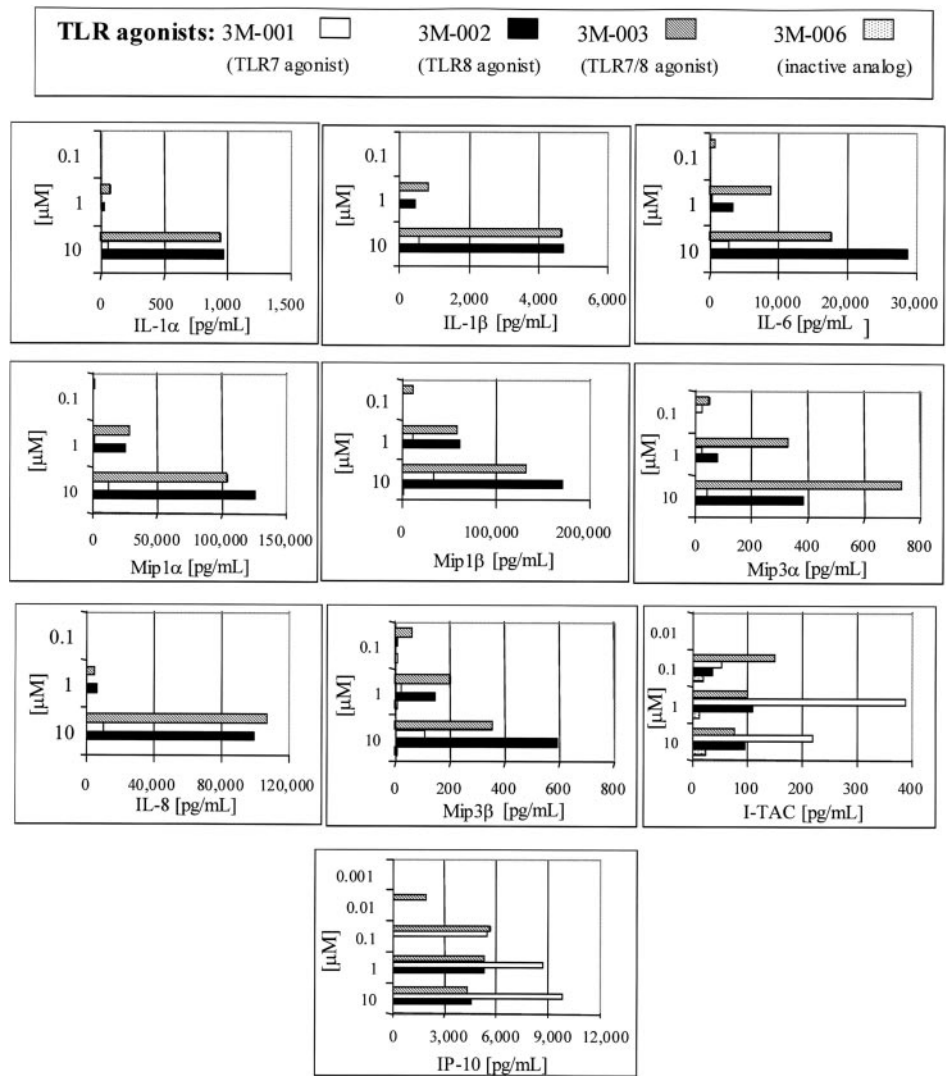 TLR agonists: 3M-001 3M-002 3M-003 3M-006
(TLR7 agonist) (TLR8 agonist) (TLR7/8 agonist) (inactive analog)
[µM]
0.1
1
10
0 500 1,000 1,500
IL-1α [pg/mL]
[µM]
0.1
1
10
0 2,000 4,000 6,000
IL-1β [pg/mL]
[µM]
0.1
1
10
0 10,000 20,000 30,000
IL-6 [pg/mL ]
[µM]
0.1
1
10
0 50,000 100,000 150,000
Mip1α [pg/mL]
[µM]
0.1
1
10
0 100,000 200,000
Mip1β [pg/mL]
[µM]
0.1
1
10
0 200 400 600 800
Mip3α [pg/mL]
[µM]
0.1
1
10
0 40,000 80,000 120,000
IL-8 [pg/mL]
[µM]
0.1
1
10
0 200 400 600 800
Mip3β [pg/mL]
[µM]
0.01
0.1
1
10
0 100 200 300 400
I-TAC [pg/mL]
[µM]
0.001
0.01
0.1
1
10
0 3,000 6,000 9,000 12,000
IP-10 [pg/mL]